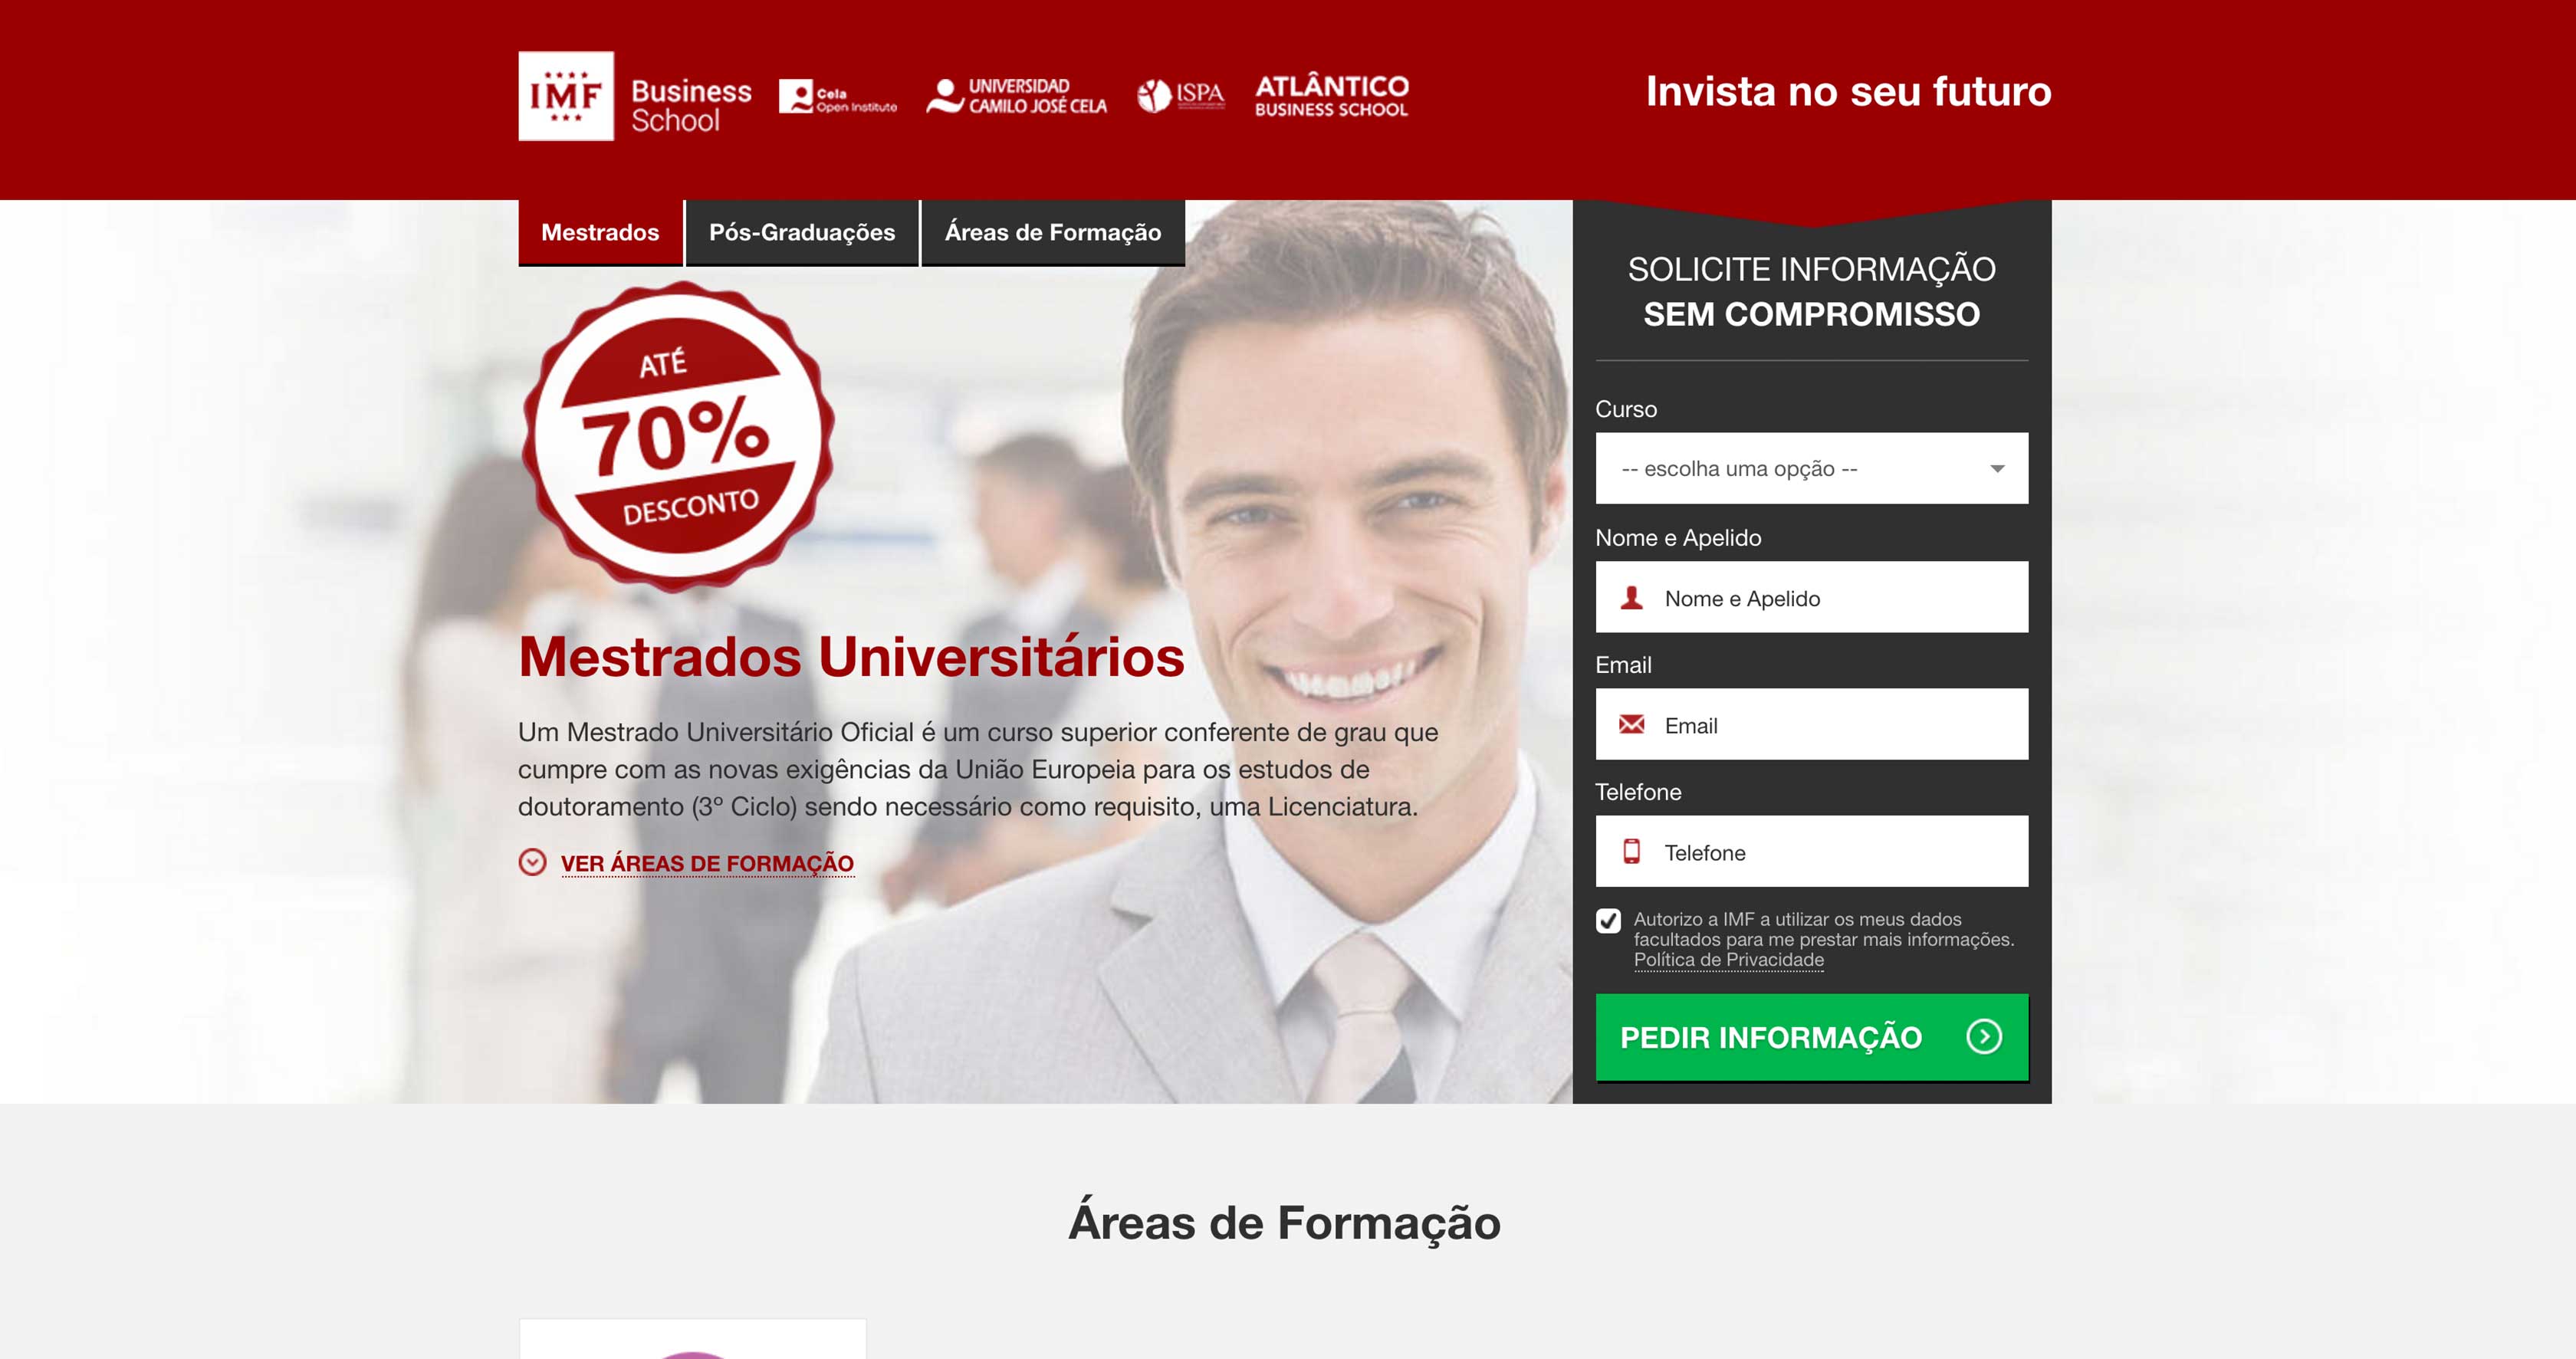 IMF
Business
School
Cela
Open Institute
UNIVERSIDAD
CAMILO JOSÉ CELA
ISPA
ATLÂNTICO
BUSINESS SCHOOL
Invista no seu futuro
Mestrados
Pós-Graduações
Áreas de Formação
ATÉ
70%
DESCONTO
Mestrados Universitários
Um Mestrado Universitário Oficial é um curso superior conferente de grau que
cumpre com as novas exigências da União Europeia para os estudos de
doutoramento (3º Ciclo) sendo necessário como requisito, uma Licenciatura.
VER ÁREAS DE FORMAÇÃO
SOLICITE INFORMAÇÃO
SEM COMPROMISSO
Curso
-- escolha uma opção --
Nome e Apelido
Nome e Apelido
Email
Email
Telefone
Telefone
Autorizo a IMF a utilizar os meus dados
facultados para me prestar mais informações.
Política de Privacidade
PEDIR INFORMAÇÃO
Áreas de Formação